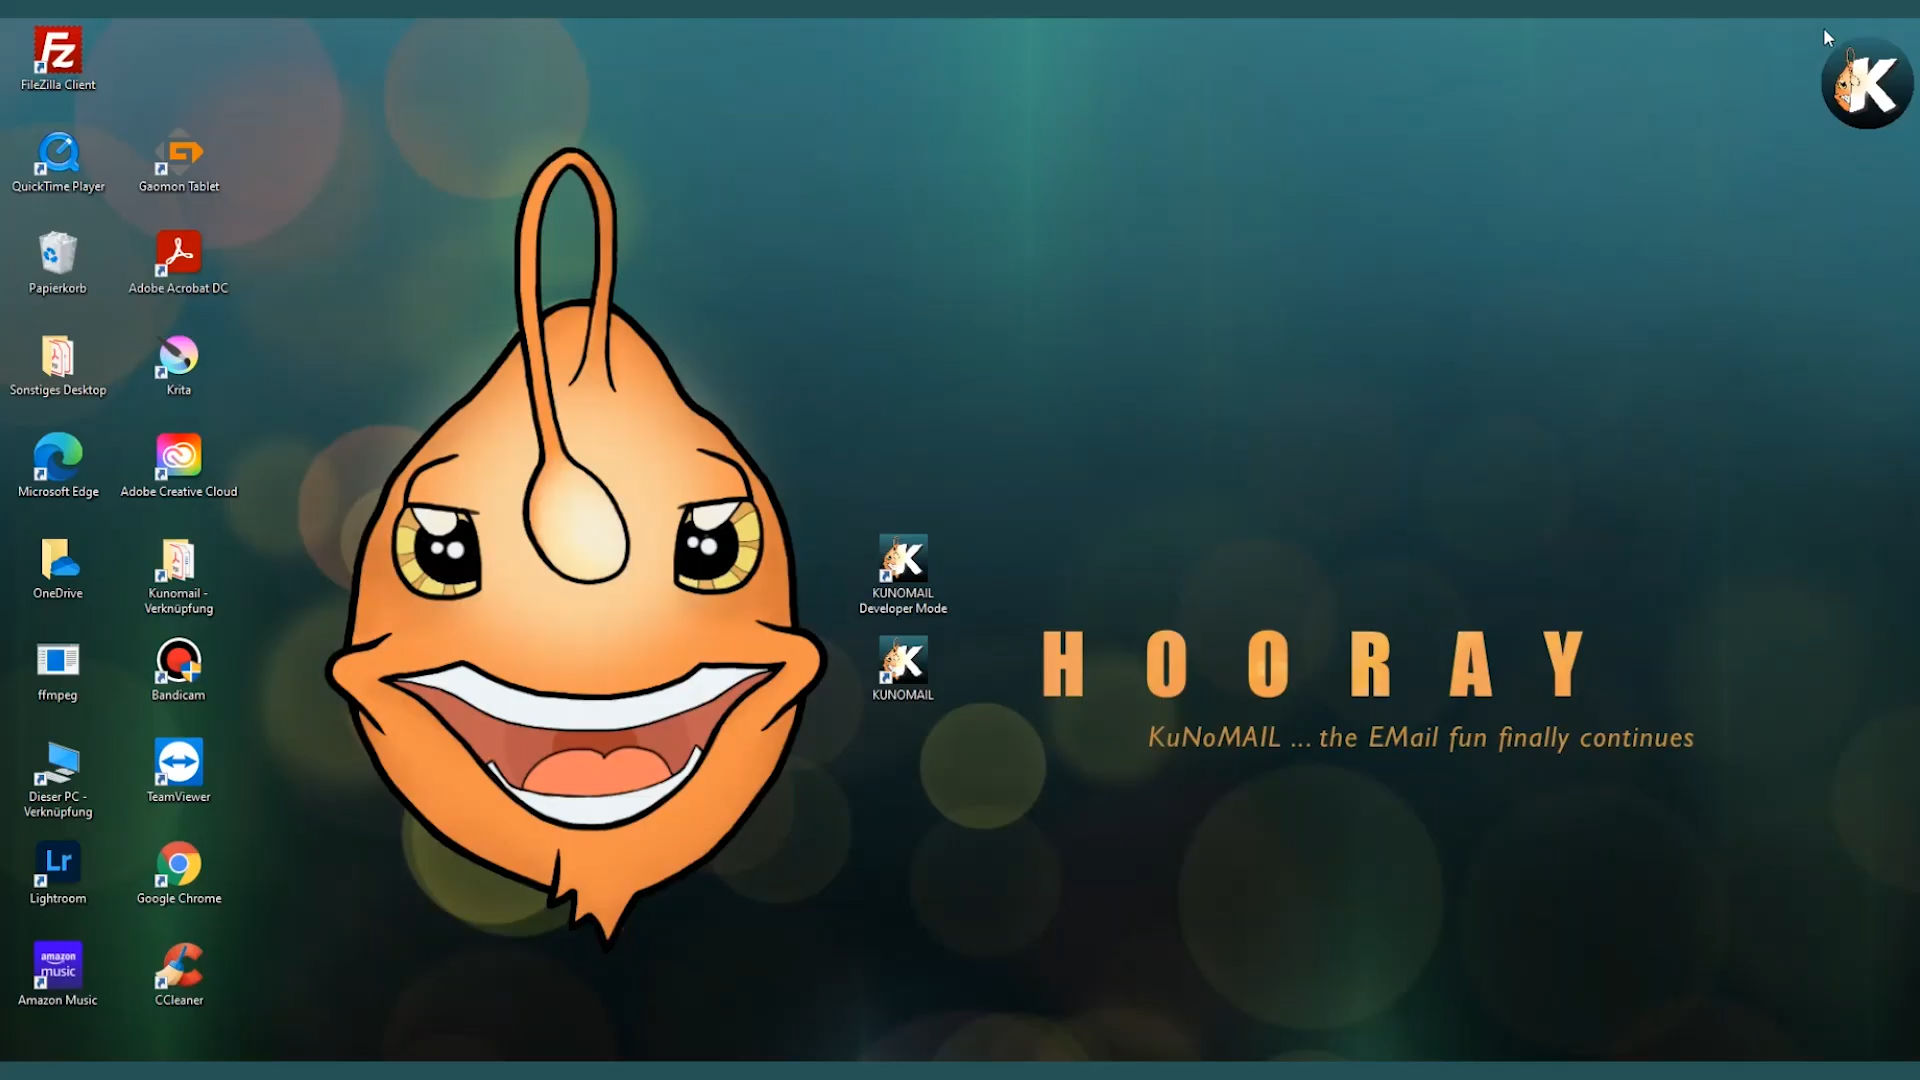 FileZilla Client
QuickTime Player
Gaomon Tablet
Papierkorb
Adobe Acrobat DC
Sonstiges Desktop
Krita
Microsoft Edge
Adobe Creative Cloud
OneDrive
Kunomail -
Verknüpfung
ffmpeg
Bandicam
Dieser PC -
Verknüpfung
TeamViewer
Lr
Lightroom
Google Chrome
amazon
music
Amazon Music
CCleaner
K
KUNOMAIL
Developer Mode
K
KUNOMAIL
K
HOORAY
KuNoMAIL ... the EMail fun finally continues